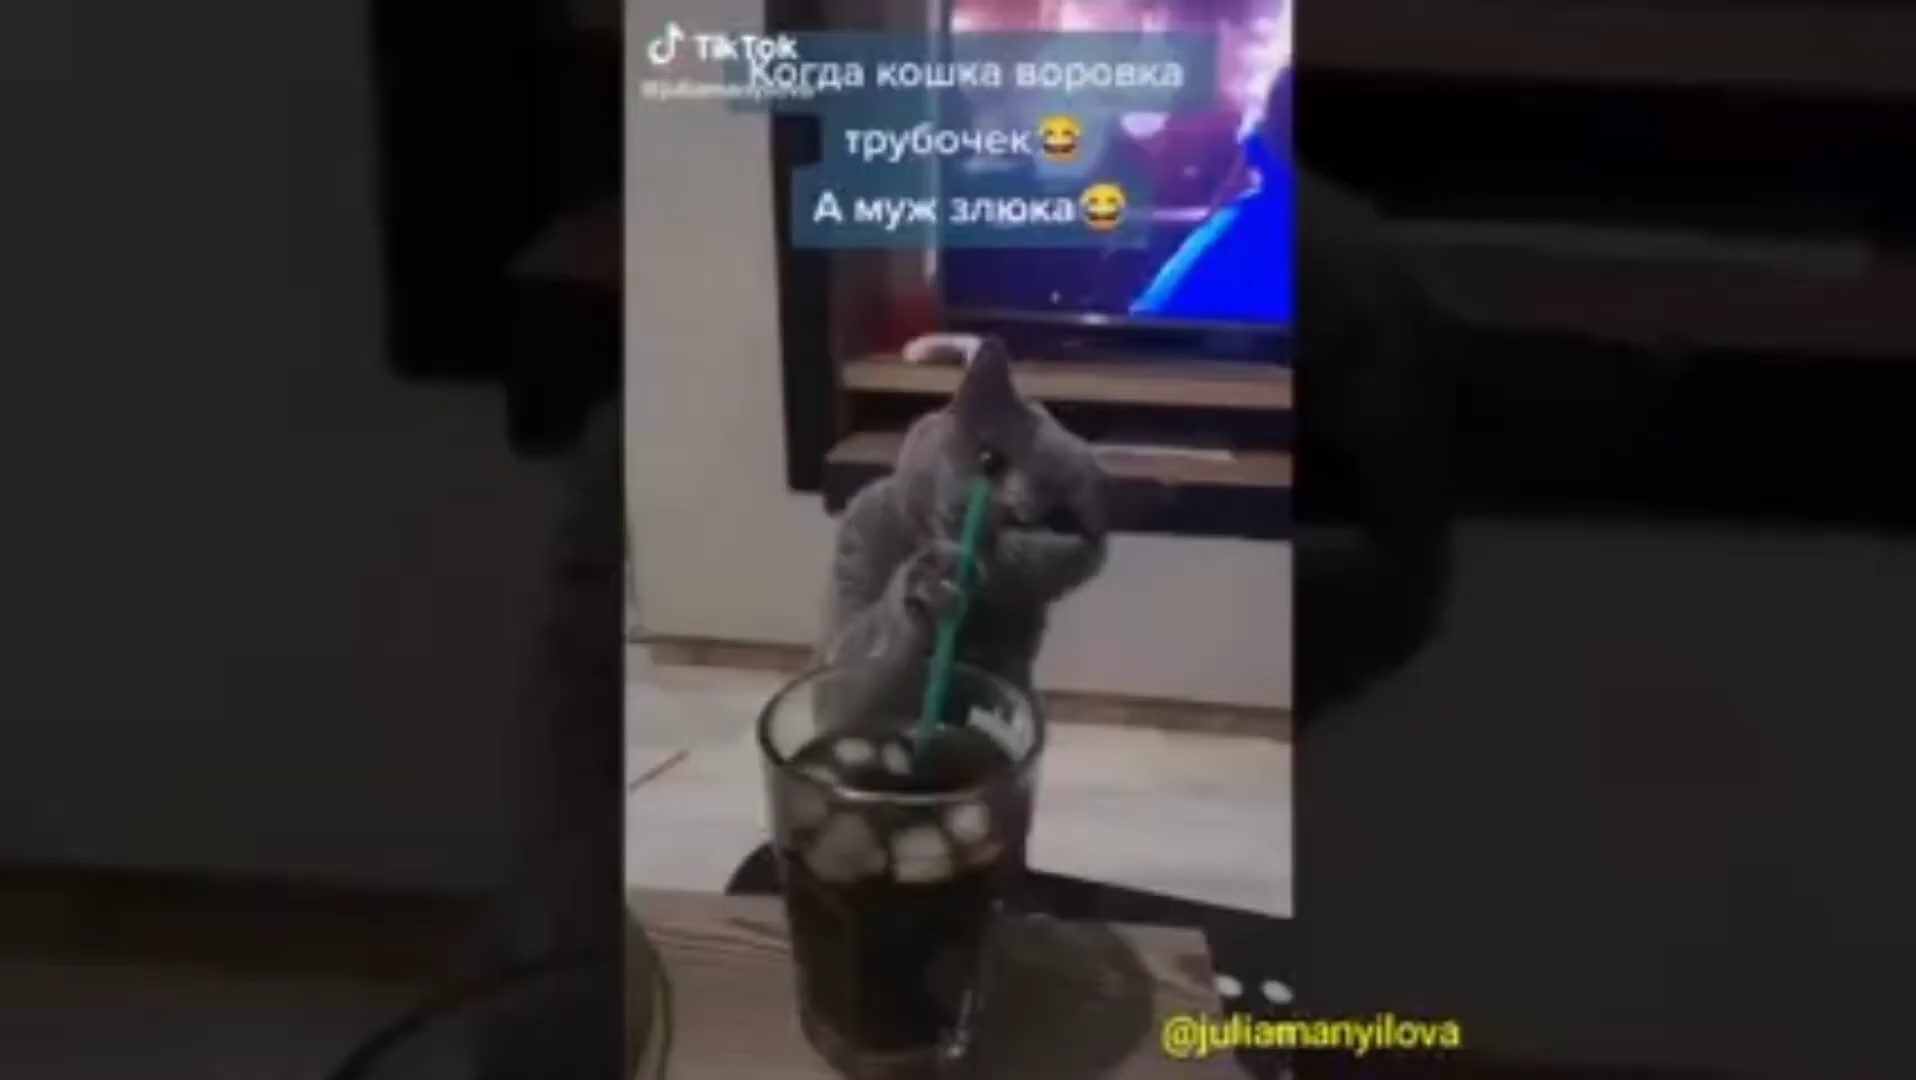 TikTok
Когда кошка воровка
трубочек😂
А муж злюка😂
@juliamanyilova